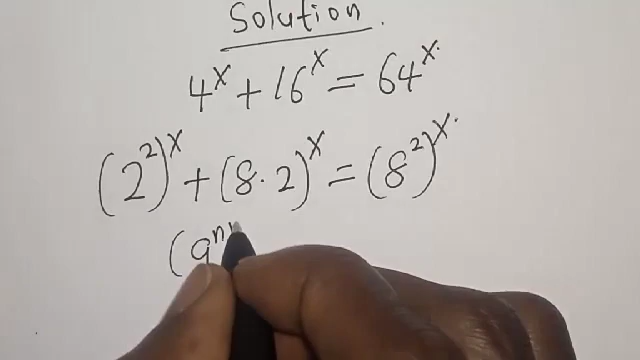 Solution.
4^x + 16^x = 64^x.
(2^2)^x + (8.2)^x = (8^2)^x.
(a^n